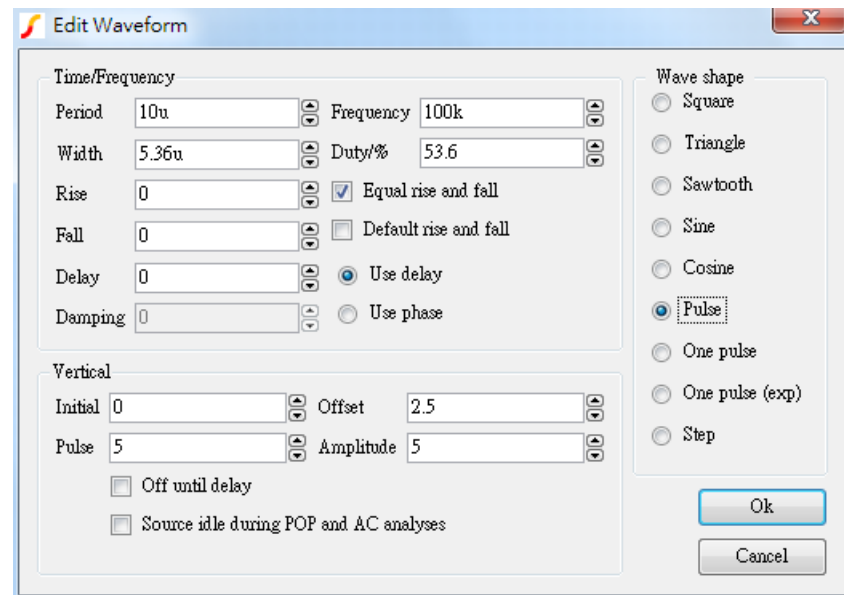 Edit Waveform
Time/Frequency
Period 10u Frequency 100k
Width 5.36u Duty/% 53.6
Rise 0 Equal rise and fall
Fall 0 Default rise and fall
Delay 0 Use delay
Damping 0 Use phase
Vertical
Initial 0 Offset 2.5
Pulse 5 Amplitude 5
Off until delay
Source idle during POP and AC analyses
Wave shape
Square
Triangle
Sawtooth
Sine
Cosine
Pulse
One pulse
One pulse (exp)
Step
Ok
Cancel